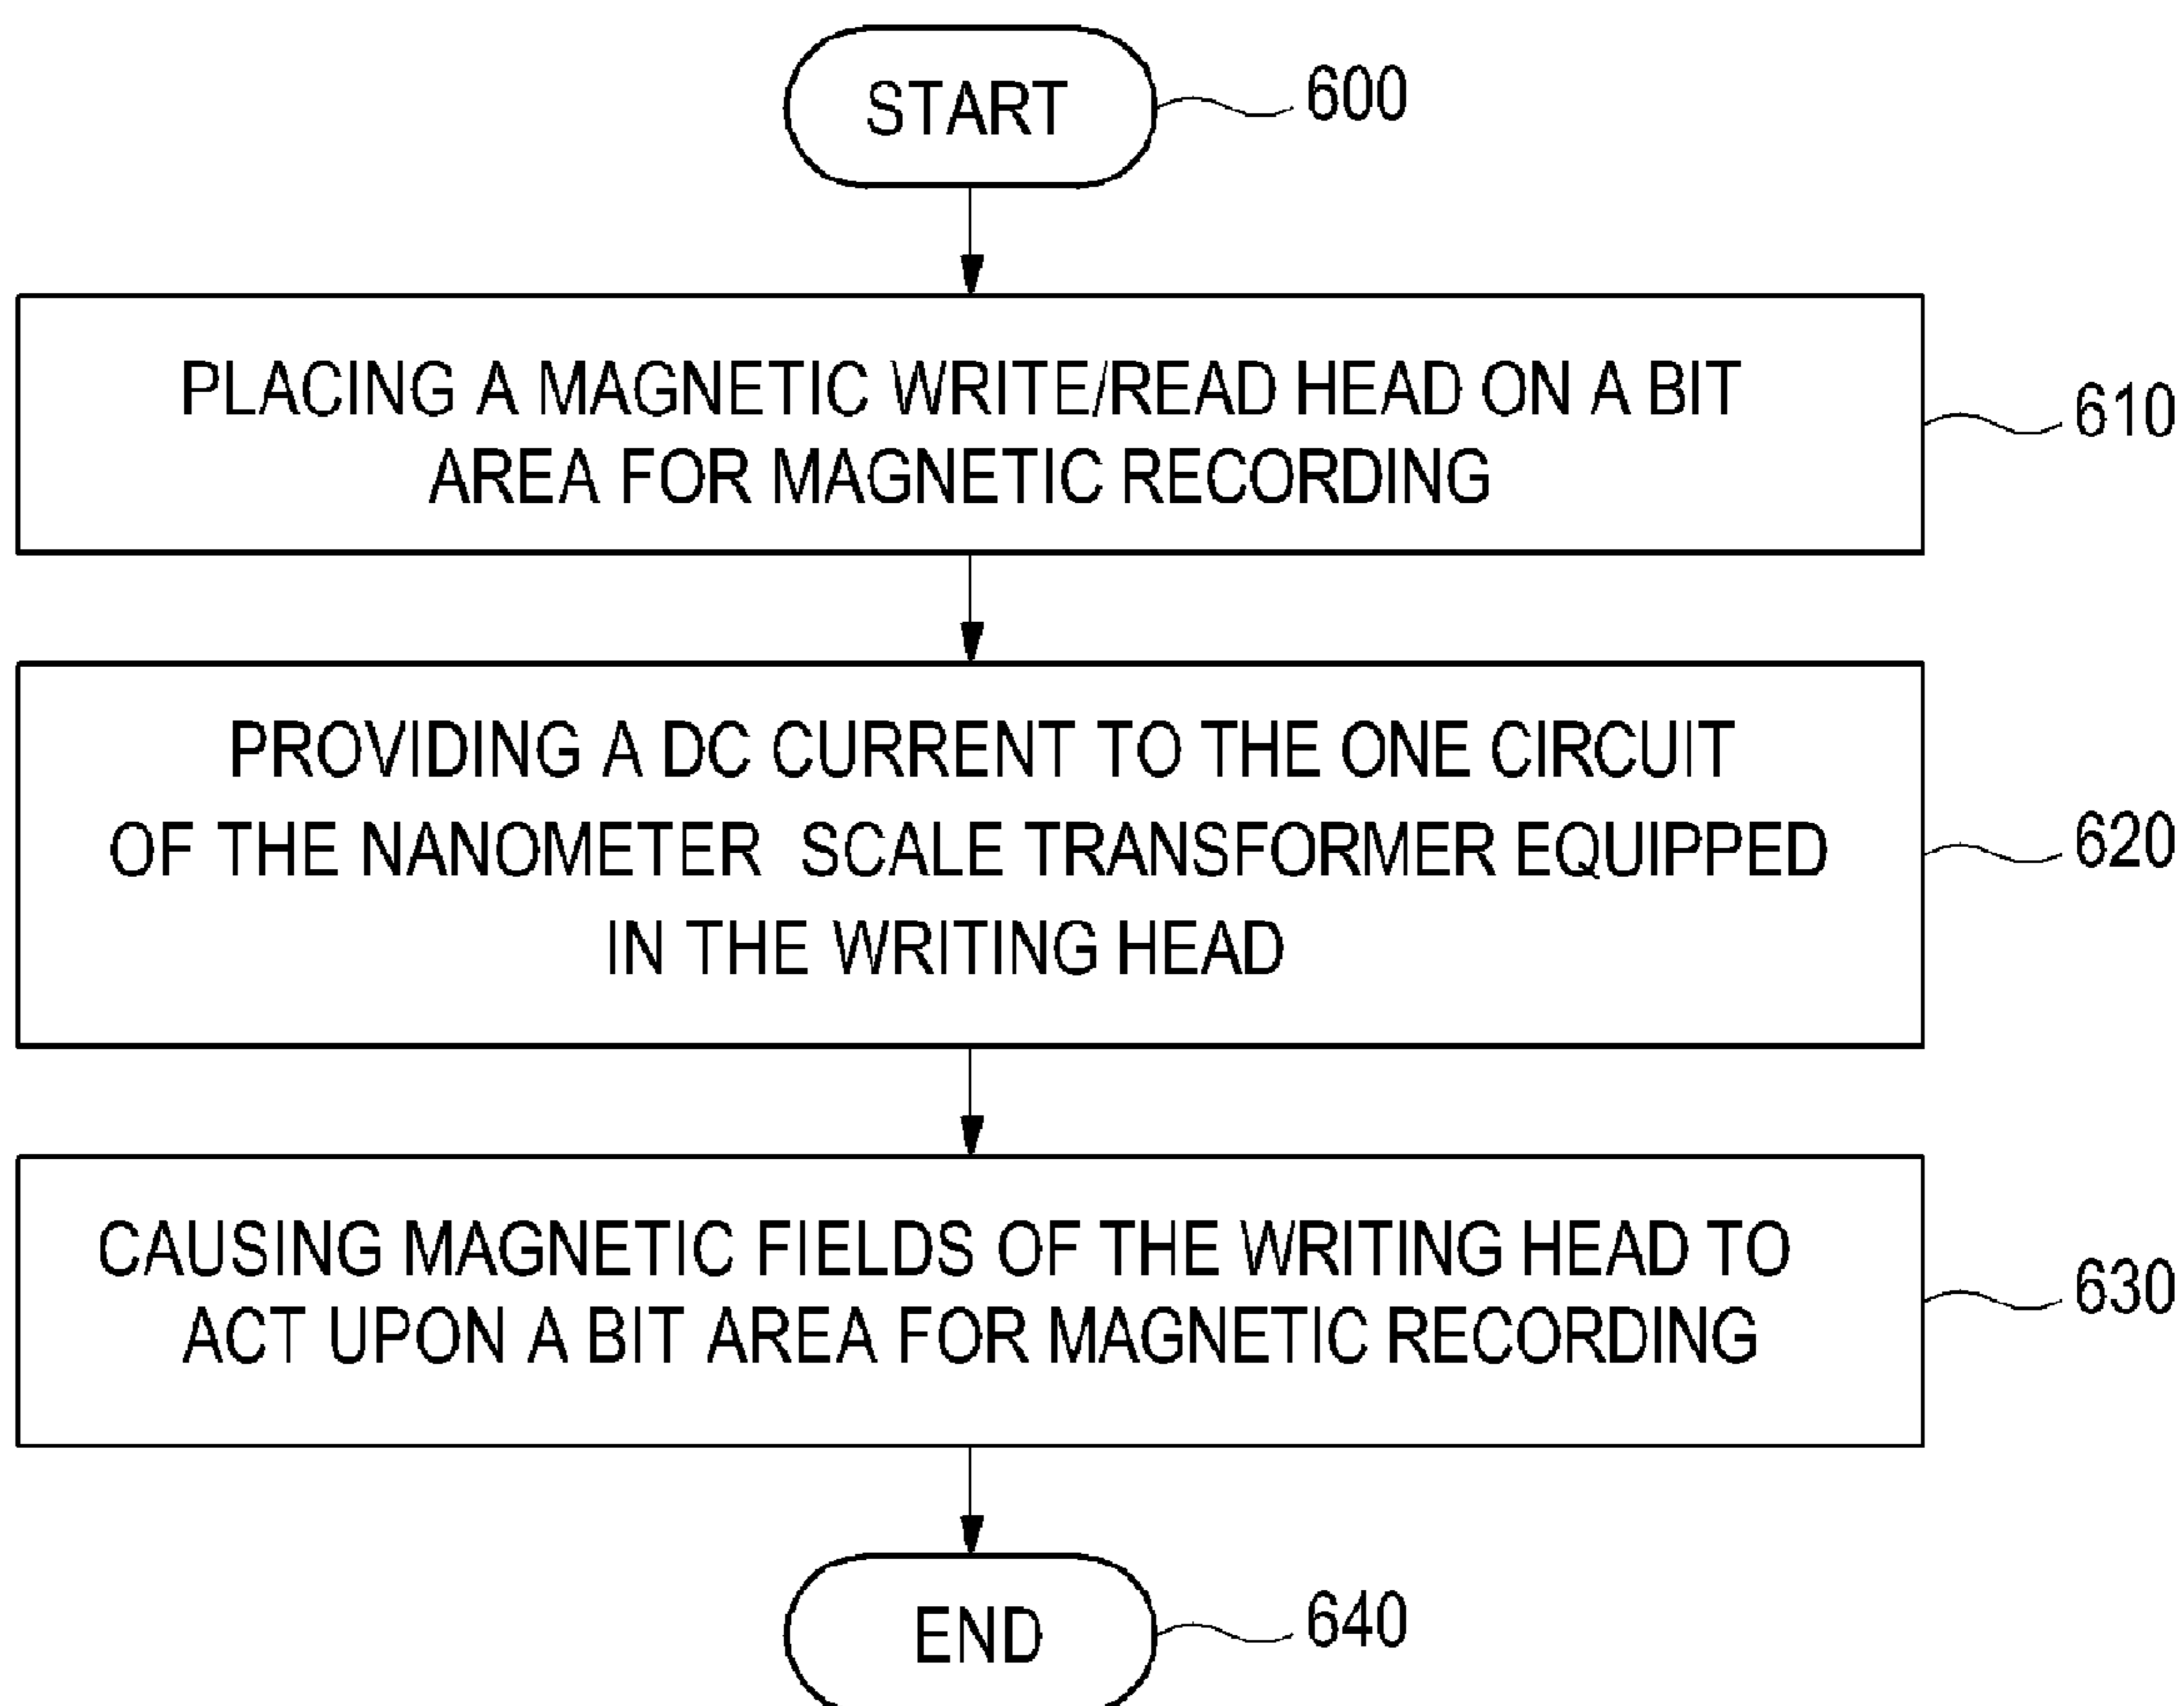 START
600
PLACING A MAGNETIC WRITE/READ HEAD ON A BIT
AREA FOR MAGNETIC RECORDING
610
PROVIDING A DC CURRENT TO THE ONE CIRCUIT
OF THE NANOMETER SCALE TRANSFORMER EQUIPPED
IN THE WRITING HEAD
620
CAUSING MAGNETIC FIELDS OF THE WRITING HEAD TO
ACT UPON A BIT AREA FOR MAGNETIC RECORDING
630
END
640